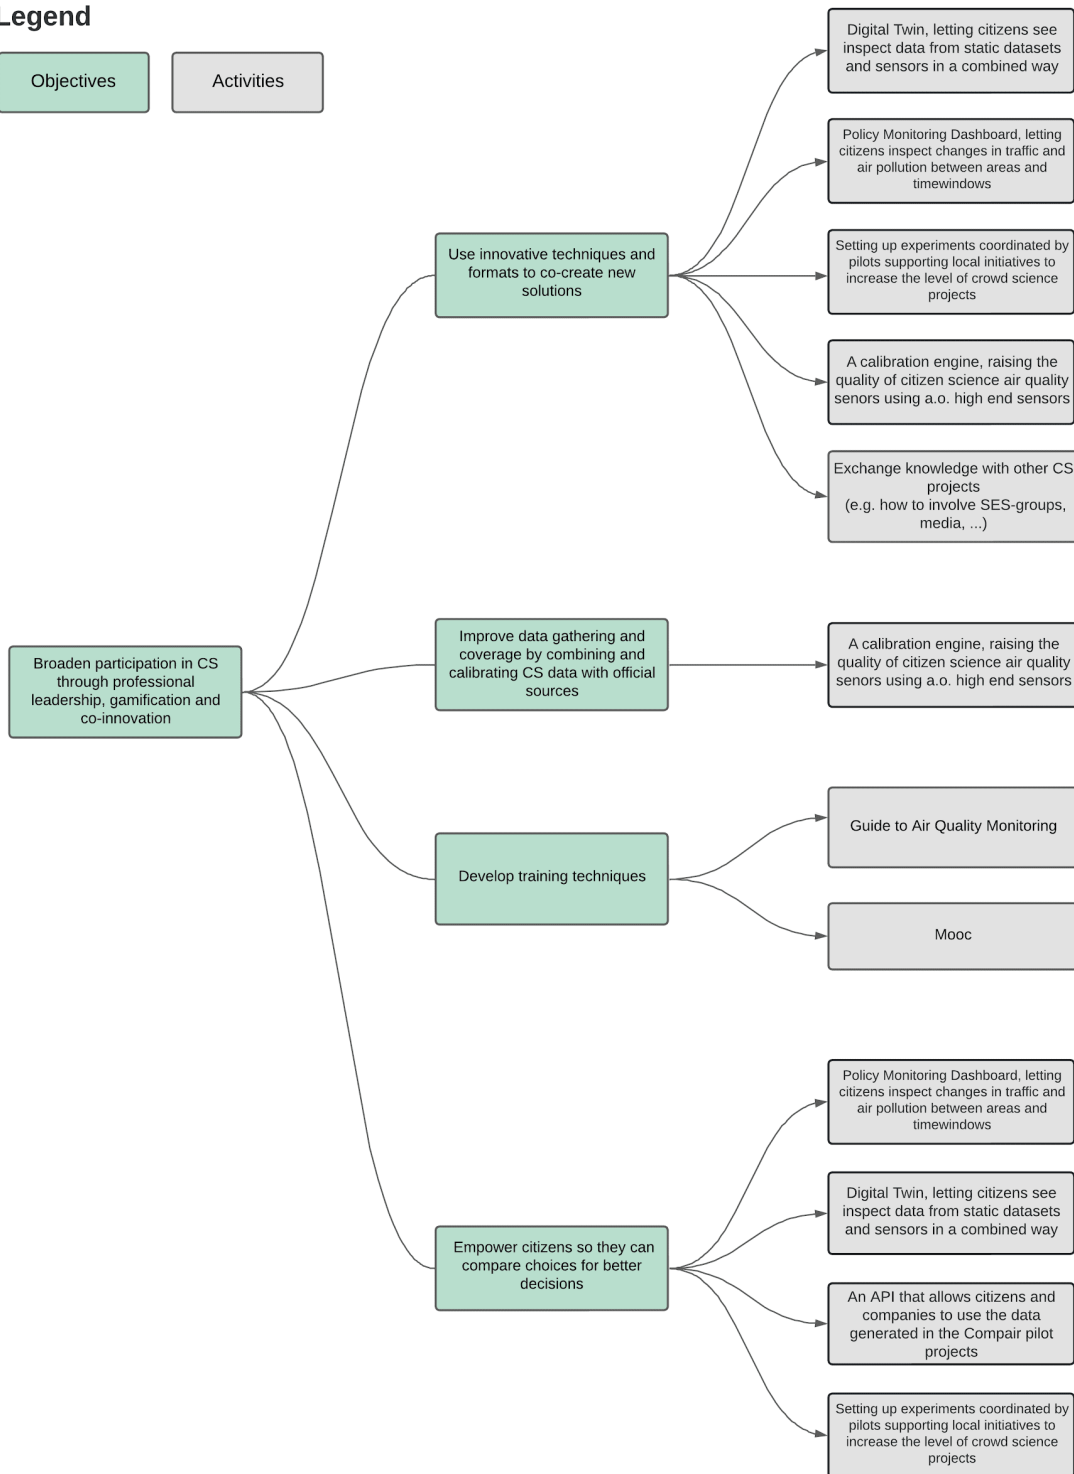 Legend
Objectives
Activities
Digital Twin, letting citizens see
inspect data from static datasets
and sensors in a combined way
Policy Monitoring Dashboard, letting
citizens inspect changes in traffic and
air pollution between areas and
timewindows
Use innovative techniques and
formats to co-create new
solutions
Setting up experiments coordinated by
pilots supporting local initiatives to
increase the level of crowd science
projects
A calibration engine, raising the
quality of citizen science air quality
senors using a.o. high end sensors
Exchange knowledge with other CS
projects
(e.g. how to involve SES-groups,
media, ...)
Broaden participation in CS
through professional
leadership, gamification and
co-innovation
Improve data gathering and
coverage by combining and
calibrating CS data with official
sources
A calibration engine, raising the
quality of citizen science air quality
senors using a.o. high end sensors
Develop training techniques
Guide to Air Quality Monitoring
Mooc
Empower citizens so they can
compare choices for better
decisions
Policy Monitoring Dashboard, letting
citizens inspect changes in traffic and
air pollution between areas and
timewindows
Digital Twin, letting citizens see
inspect data from static datasets
and sensors in a combined way
An API that allows citizens and
companies to use the data
generated in the Compair pilot
projects
Setting up experiments coordinated by
pilots supporting local initiatives to
increase the level of crowd science
projects